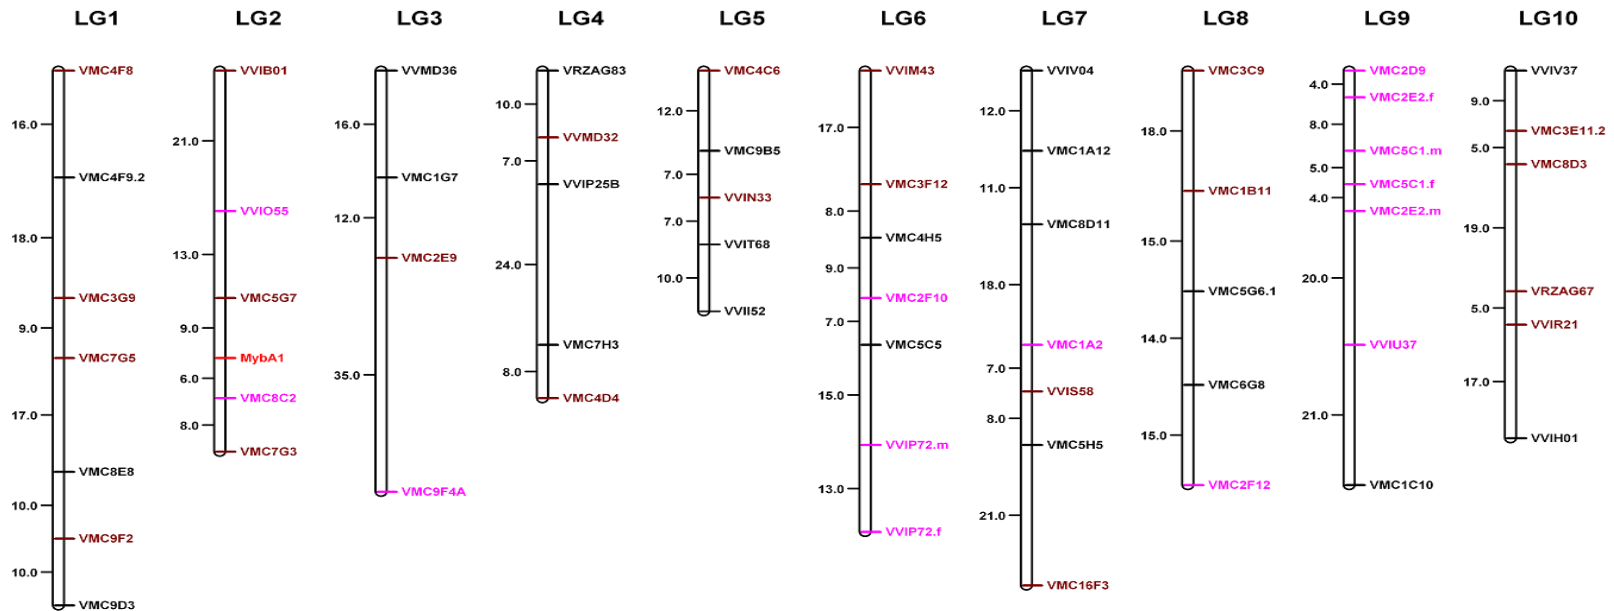 LG1 LG2 LG3 LG4 LG5 LG6 LG7 LG8 LG9 LG10
VMC4F8
16.0
VMC4F9.2
18.0
VMC3G9
9.0
VMC7G5
17.0
VMC8E8
10.0
VMC9F2
10.0
VMC9D3
VVIB01
21.0
VVIO55
13.0
VMC5G7
9.0
MybA1
6.0
VMC8C2
8.0
VMC7G3
VVMD36
16.0
VMC1G7
12.0
VMC2E9
35.0
VMC9F4A
VRZAG83
10.0
VVMD32
7.0
VVIP25B
24.0
VMC7H3
8.0
VMC4D4
VMC4C6
12.0
VMC9B5
7.0
VVIN33
7.0
VVIT68
10.0
VVII52
VVIM43
17.0
VMC3F12
8.0
VMC4H5
9.0
VMC2F10
7.0
VMC5C5
15.0
VVIP72.m
13.0
VVIP72.f
VVIV04
12.0
VMC1A12
11.0
VMC8D11
18.0
VMC1A2
7.0
VVIS58
8.0
VMC5H5
21.0
VMC16F3
VMC3C9
18.0
VMC1B11
15.0
VMC5G6.1
14.0
VMC6G8
15.0
VMC2F12
VMC2D9
4.0
VMC2E2.f
8.0
VMC5C1.m
5.0
VMC5C1.f
4.0
VMC2E2.m
20.0
VVIU37
21.0
VMC1C10
VVIV37
9.0
VMC3E11.2
5.0
VMC8D3
19.0
VRZAG67
5.0
VVIR21
17.0
VVIH01